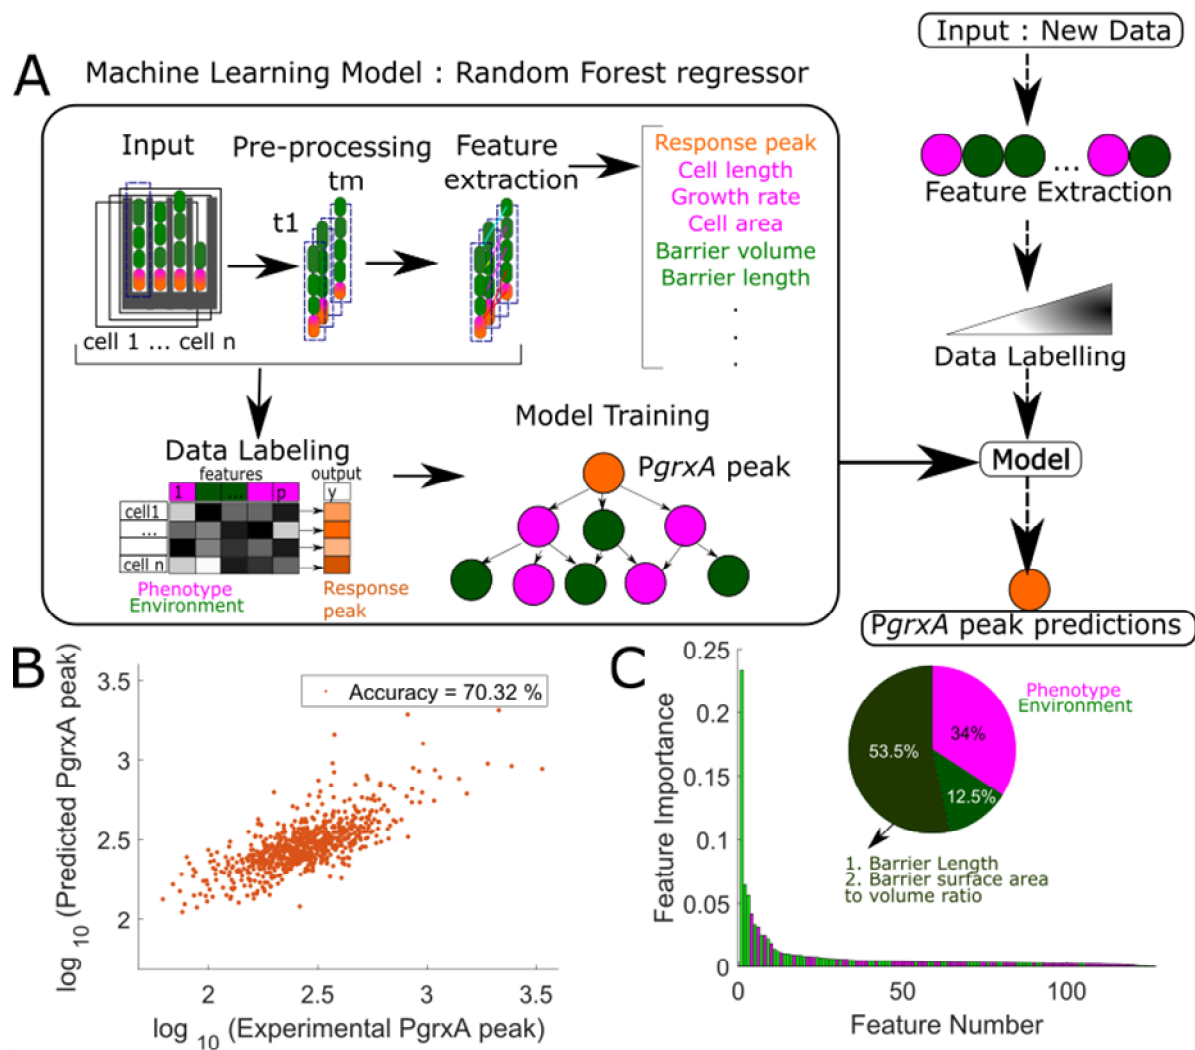 A
Machine Learning Model : Random Forest regressor
Input
Pre-processing
tm
t1
Feature
extraction
cell 1 ... cell n
Response peak
Cell length
Growth rate
Cell area
Barrier volume
Barrier length
.
.
.
Data Labeling
features
output
1
...
p
y
cell1
...
cell n
Phenotype
Environment
Response
peak
Model Training
PgrxA peak
Input : New Data
...
Feature Extraction
Data Labelling
Model
PgrxA peak predictions
B
3.5
3
2.5
2
log 10 (Predicted PgrxA peak)
Accuracy = 70.32 %
2
2.5
3
3.5
log 10 (Experimental PgrxA peak)
C
0.25
0.2
0.15
0.1
0.05
0
Feature Importance
Phenotype
Environment
34%
53.5%
12.5%
1. Barrier Length
2. Barrier surface area
to volume ratio
0
50
100
Feature Number